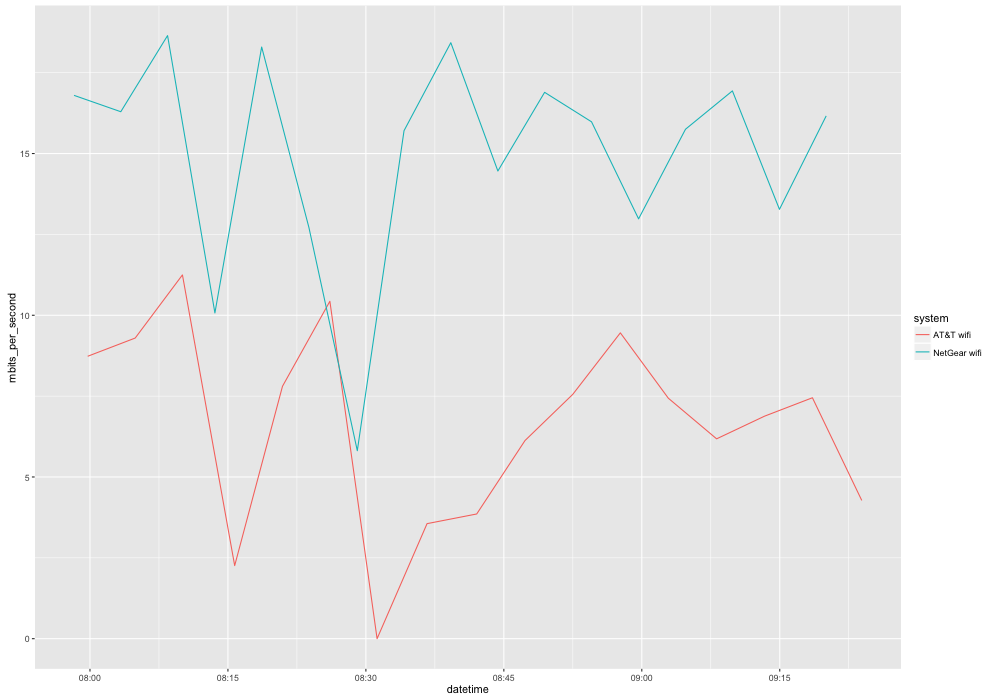 mbits_per_second
15
10
5
0
08:00 08:15 08:30 08:45 09:00 09:15
datetime
system
AT&T wifi
NetGear wifi